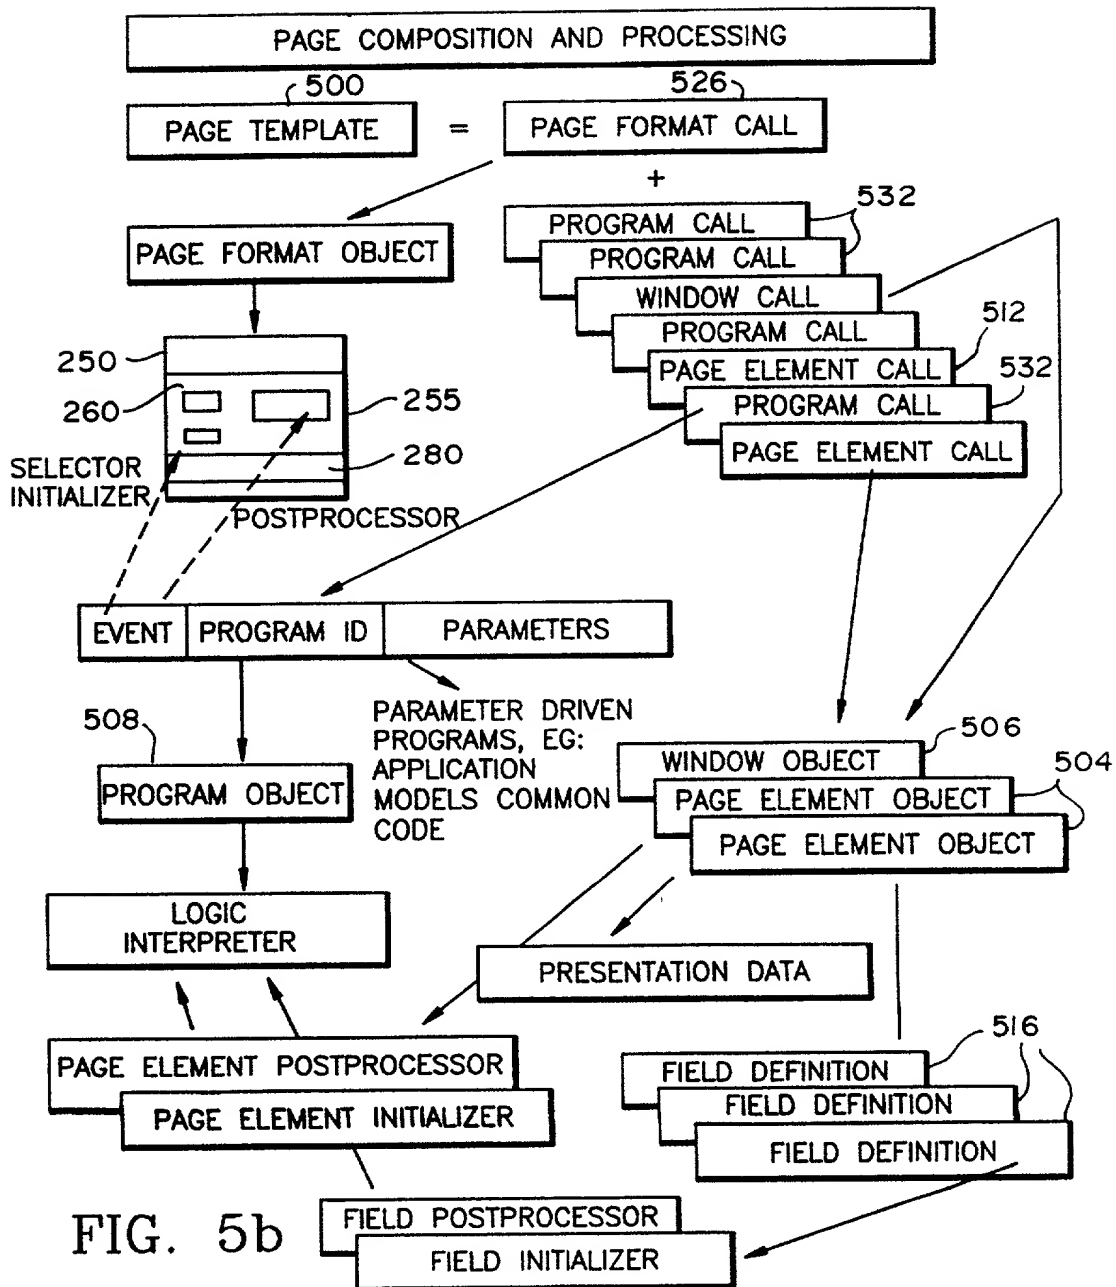 PAGE COMPOSITION AND PROCESSING
500
526
PAGE TEMPLATE = PAGE FORMAT CALL
+
532
PROGRAM CALL
PROGRAM CALL
WINDOW CALL
PROGRAM CALL
512
PAGE ELEMENT CALL
532
PROGRAM CALL
PAGE ELEMENT CALL
PAGE FORMAT OBJECT
250
260
255
280
SELECTOR
INITIALIZER
POSTPROCESSOR
EVENT PROGRAM ID PARAMETERS
508
PROGRAM OBJECT
PARAMETER DRIVEN
PROGRAMS, EG:
APPLICATION
MODELS COMMON
CODE
506
WINDOW OBJECT
504
PAGE ELEMENT OBJECT
PAGE ELEMENT OBJECT
LOGIC
INTERPRETER
PRESENTATION DATA
PAGE ELEMENT POSTPROCESSOR
PAGE ELEMENT INITIALIZER
516
FIELD DEFINITION
FIELD DEFINITION
FIELD DEFINITION
FIELD POSTPROCESSOR
FIELD INITIALIZER
FIG. 5b